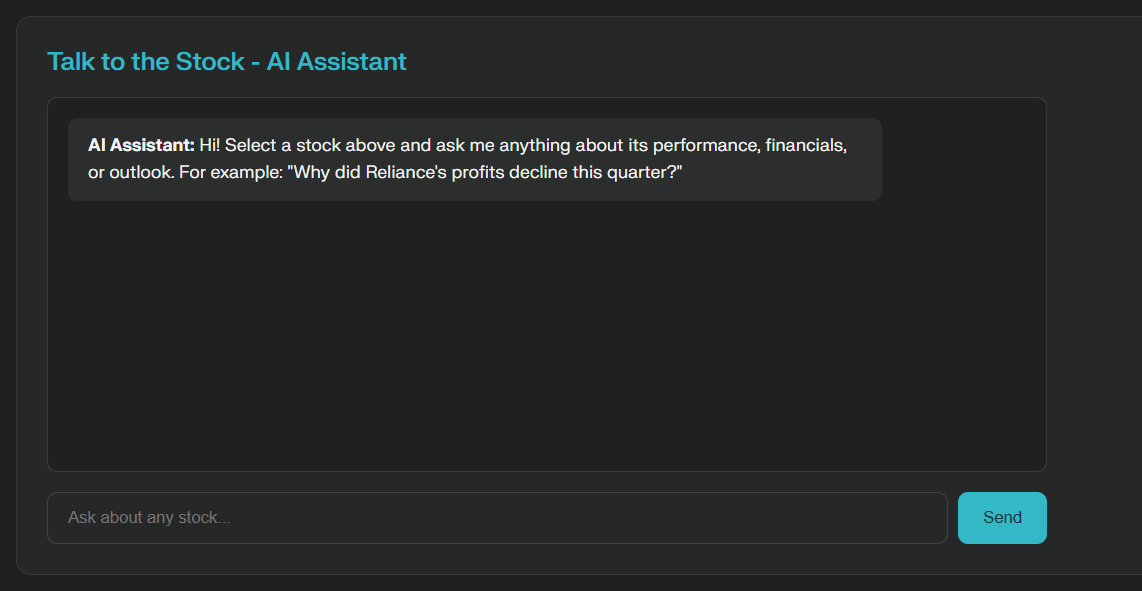 Talk to the Stock - AI Assistant
AI Assistant: Hi! Select a stock above and ask me anything about its performance, financials,
or outlook. For example: "Why did Reliance's profits decline this quarter?"
Ask about any stock...
Send